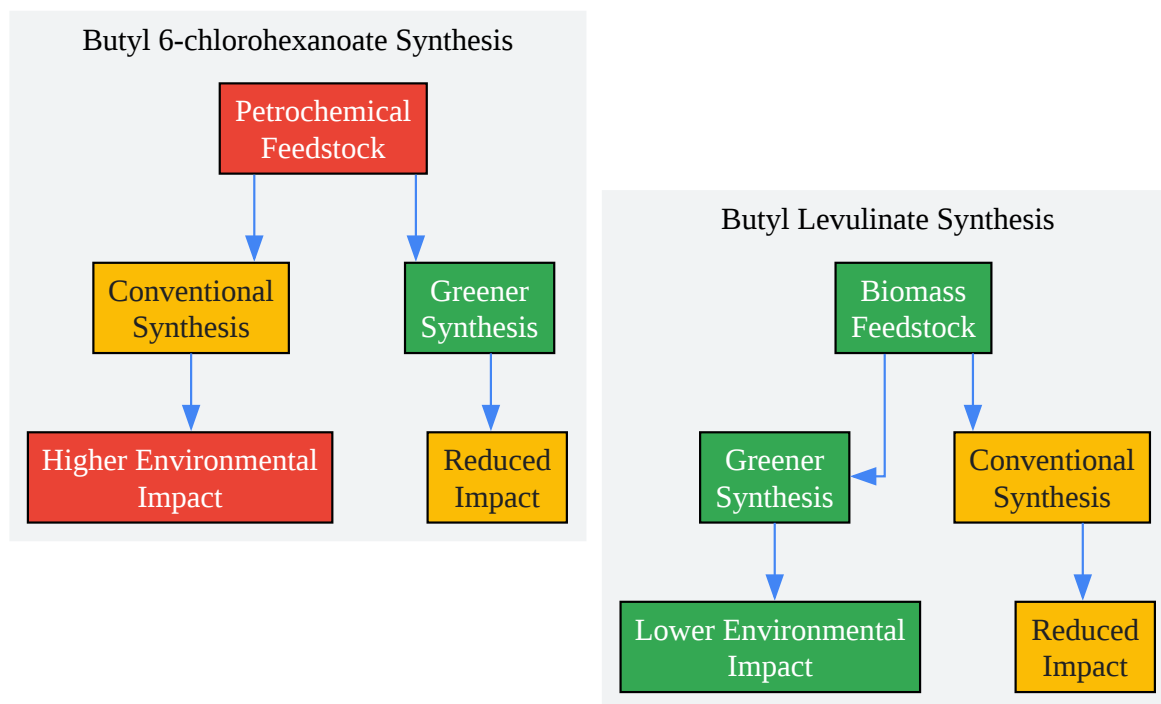 Butyl 6-chlorohexanoate Synthesis
Petrochemical
Feedstock
Conventional
Synthesis
Greener
Synthesis
Higher Environmental
Impact
Reduced
Impact
Butyl Levulinate Synthesis
Biomass
Feedstock
Greener
Synthesis
Conventional
Synthesis
Lower Environmental
Impact
Reduced
Impact